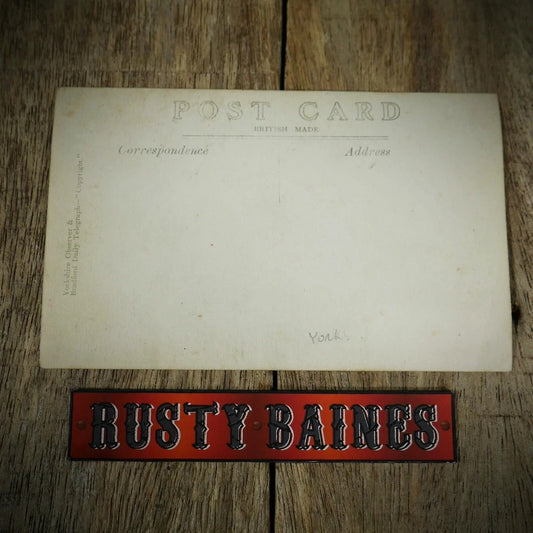 POST CARD
BRITISH MADE
Correspondence
Address
Yorkshire Observer &
Bradford Daily Telegraph—"Copyright."
York.
RUSTY BAINES